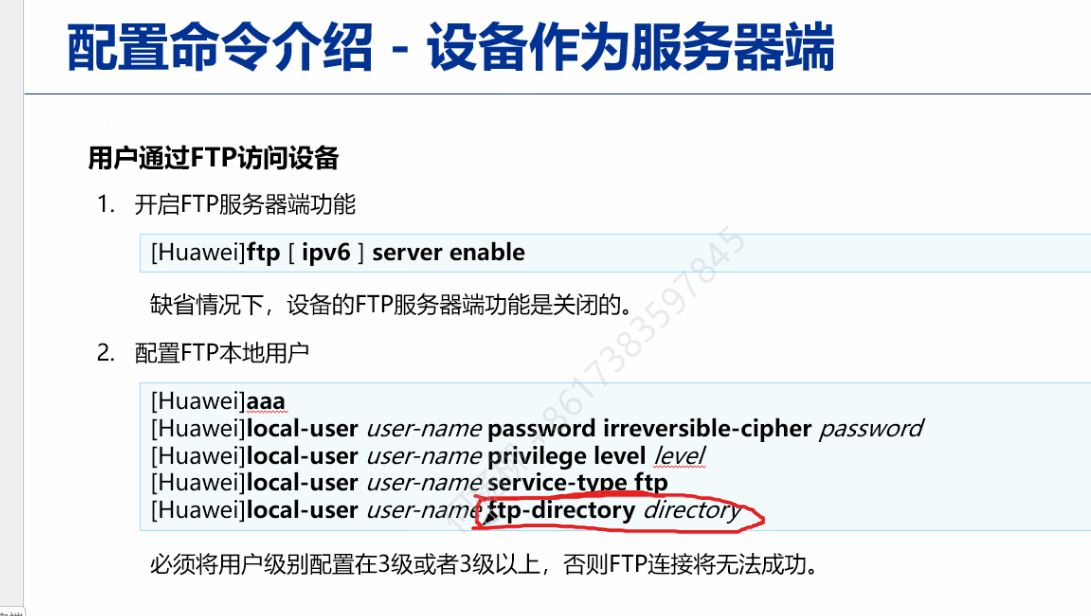 配置命令介绍 - 设备作为服务器端
用户通过FTP访问设备
1. 开启FTP服务器端功能
[Huawei]ftp [ ipv6 ] server enable
缺省情况下，设备的FTP服务器端功能是关闭的。
2. 配置FTP本地用户
[Huawei]aaa
[Huawei]local-user user-name password irreversible-cipher password
[Huawei]local-user user-name privilege level level
[Huawei]local-user user-name service-type ftp
[Huawei]local-user user-name ftp-directory directory
必须将用户级别配置在3级或者3级以上，否则FTP连接将无法成功。
8617383597845